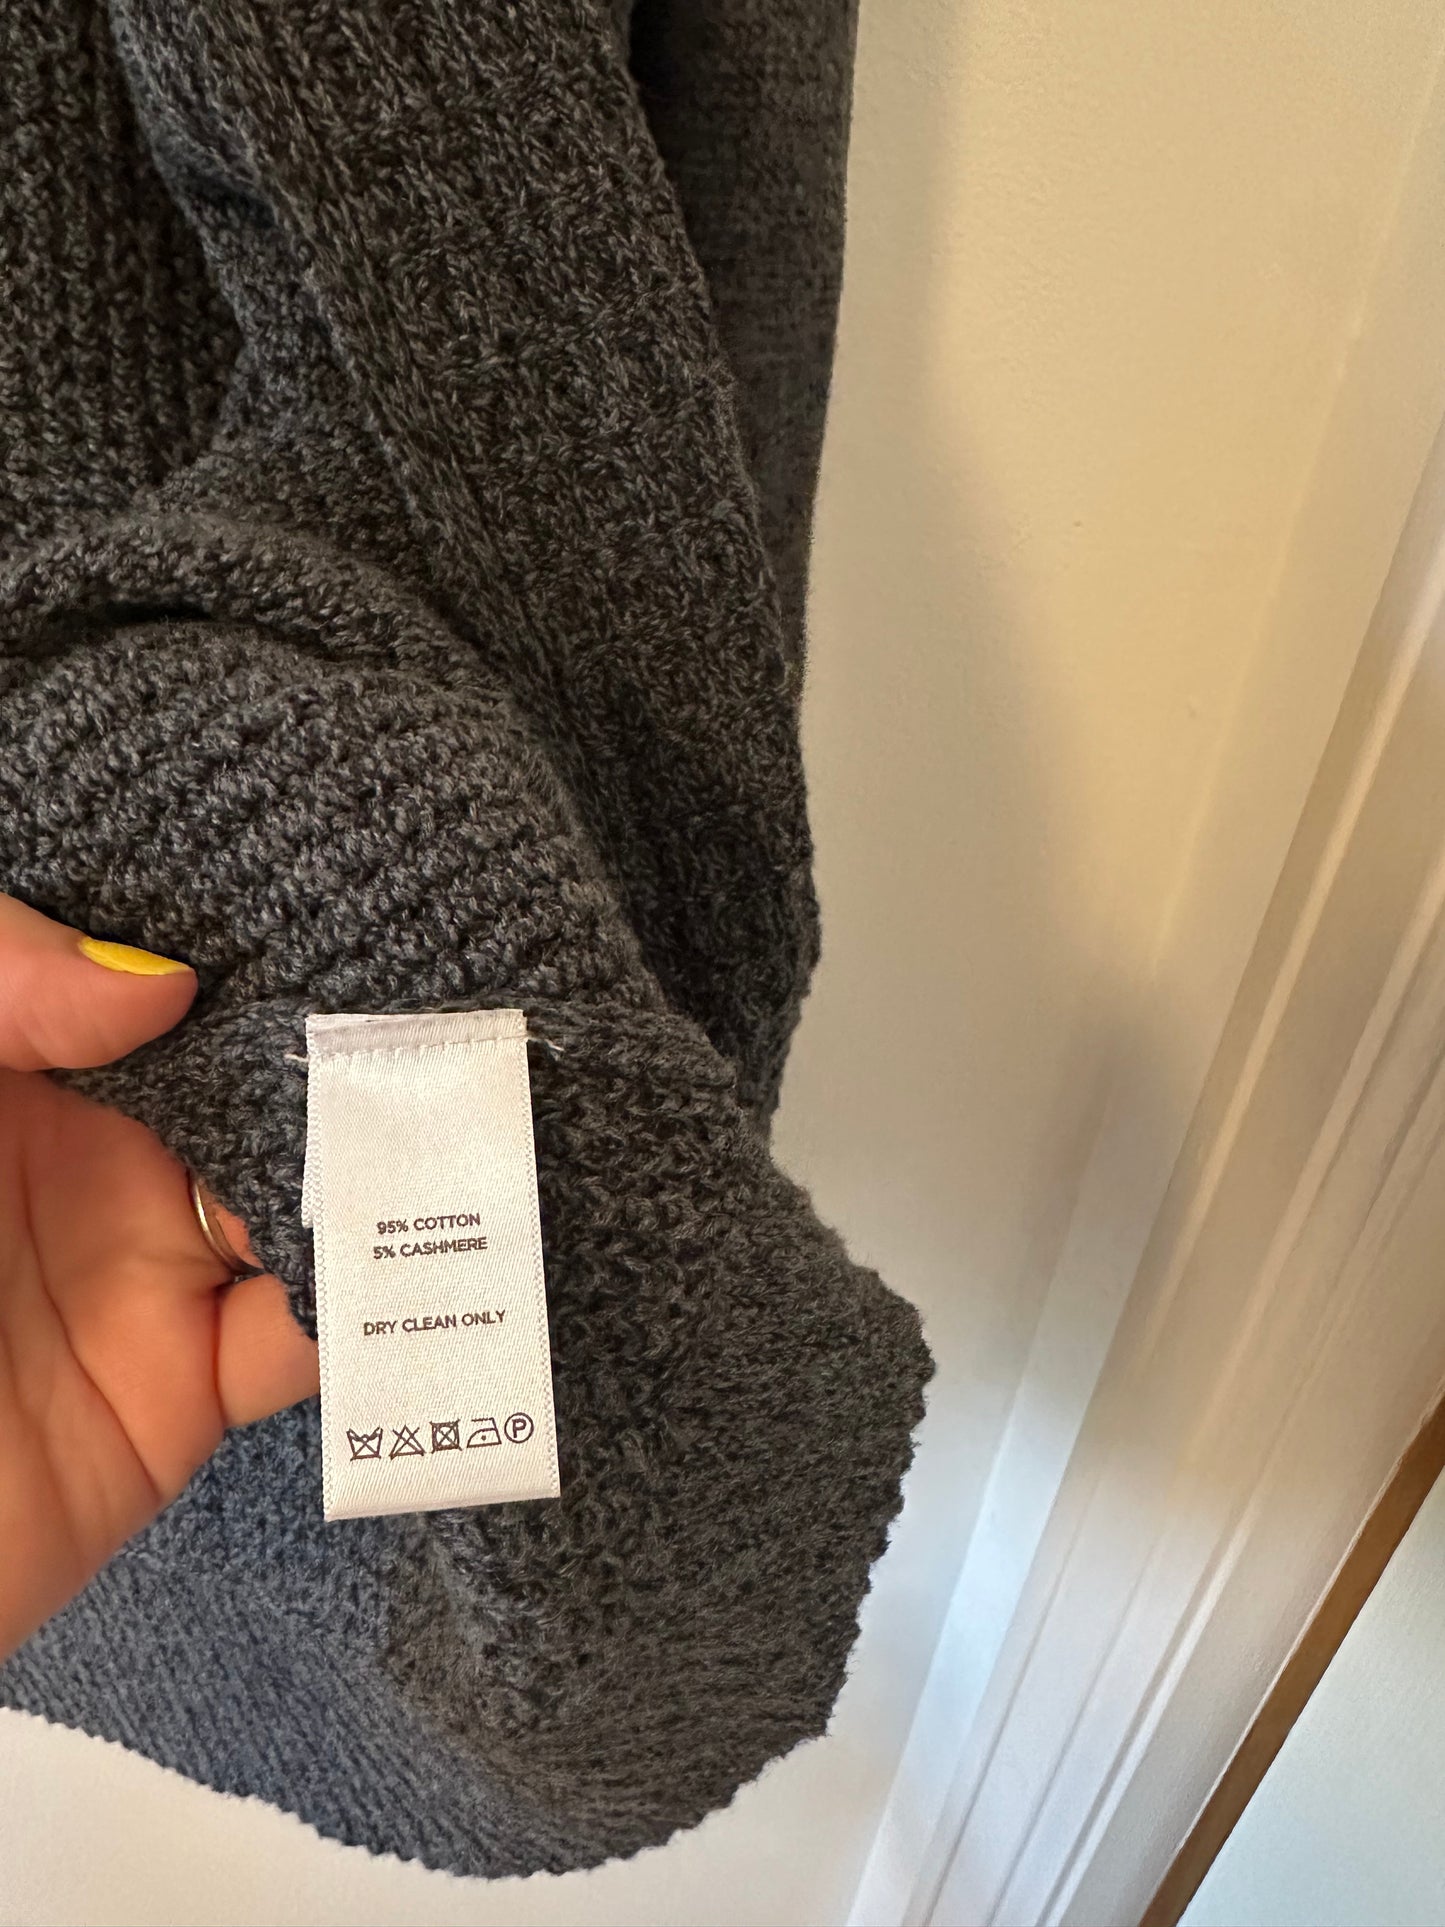 95% COTTON
5% CASHMERE
DRY CLEAN ONLY
P